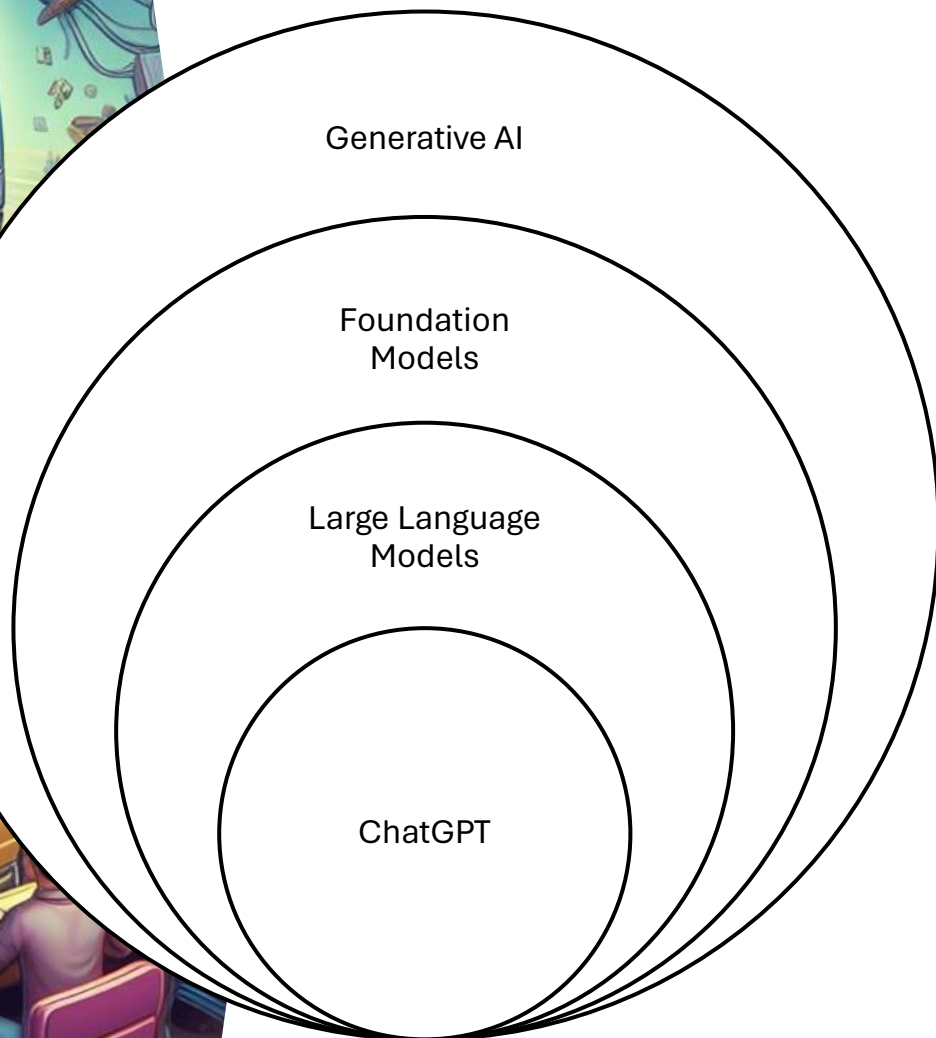 Generative AI
Foundation
Models
Large Language
Models
ChatGPT